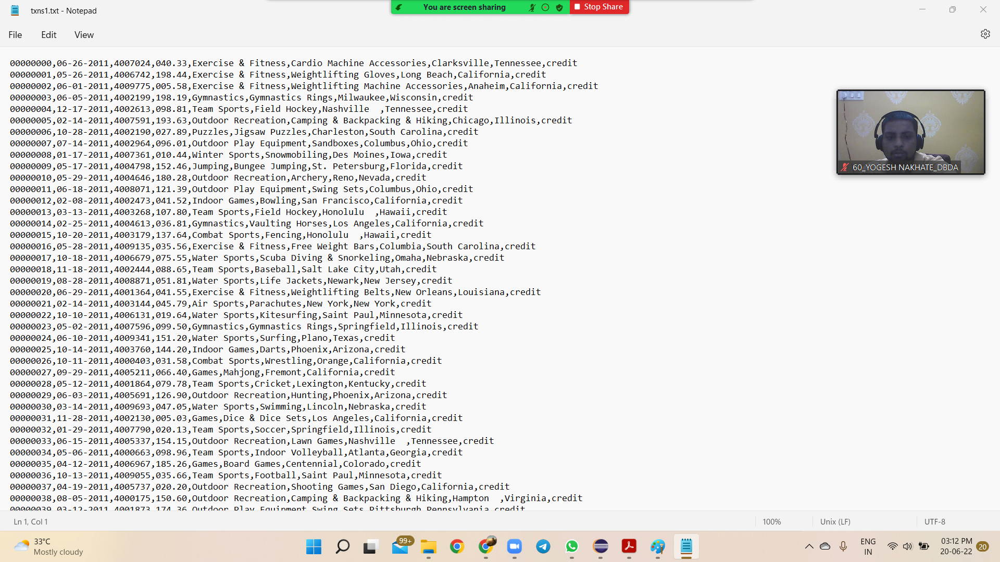 txns1.txt - Notepad
You are screen sharing
Stop Share
File Edit View
00000000,06-26-2011,4007024,040.33,Exercise & Fitness,Cardio Machine Accessories,Clarksville,Tennessee,credit
00000001,05-26-2011,4006742,198.44,Exercise & Fitness,Weightlifting Gloves,Long Beach,California,credit
00000002,06-01-2011,4009775,005.58,Exercise & Fitness,Weightlifting Machine Accessories,Anaheim,California,credit
00000003,06-05-2011,4002199,198.19,Gymnastics,Gymnastics Rings,Milwaukee,Wisconsin,credit
00000004,12-17-2011,4002613,098.81,Team Sports,Field Hockey,Nashville  ,Tennessee,credit
00000005,02-14-2011,4007591,193.63,Outdoor Recreation,Camping & Backpacking & Hiking,Chicago,Illinois,credit
00000006,10-28-2011,4002190,027.89,Puzzles,Jigsaw Puzzles,Charleston,South Carolina,credit
00000007,07-14-2011,4002964,096.01,Outdoor Play Equipment,Sandboxes,Columbus,Ohio,credit
00000008,01-17-2011,4007361,010.44,Winter Sports,Snowmobiling,Des Moines,Iowa,credit
00000009,05-17-2011,4004798,152.46,Jumping,Bungee Jumping,St. Petersburg,Florida,credit
00000010,05-29-2011,4004646,180.28,Outdoor Recreation,Archery,Reno,Nevada,credit
00000011,06-18-2011,4008071,121.39,Outdoor Play Equipment,Swing Sets,Columbus,Ohio,credit
00000012,02-08-2011,4002473,041.52,Indoor Games,Bowling,San Francisco,California,credit
00000013,03-13-2011,4003268,107.80,Team Sports,Field Hockey,Honolulu  ,Hawaii,credit
00000014,02-25-2011,4004613,036.81,Gymnastics,Vaulting Horses,Los Angeles,California,credit
00000015,10-20-2011,4003179,137.64,Combat Sports,Fencing,Honolulu  ,Hawaii,credit
00000016,05-28-2011,4009135,035.56,Exercise & Fitness,Free Weight Bars,Columbia,South Carolina,credit
00000017,10-18-2011,4006679,075.55,Water Sports,Scuba Diving & Snorkeling,Omaha,Nebraska,credit
00000018,11-18-2011,4002444,088.65,Team Sports,Baseball,Salt Lake City,Utah,credit
00000019,08-28-2011,4008871,051.81,Water Sports,Life Jackets,Newark,New Jersey,credit
00000020,06-29-2011,4001364,041.55,Exercise & Fitness,Weightlifting Belts,New Orleans,Louisiana,credit
00000021,02-14-2011,4003144,045.79,Air Sports,Parachutes,New York,New York,credit
00000022,10-10-2011,4006131,019.64,Water Sports,Kitesurfing,Saint Paul,Minnesota,credit
00000023,05-02-2011,4007596,099.50,Gymnastics,Gymnastics Rings,Springfield,Illinois,credit
00000024,06-10-2011,4009341,151.20,Water Sports,Surfing,Plano,Texas,credit
00000025,10-14-2011,4003760,144.20,Indoor Games,Darts,Phoenix,Arizona,credit
00000026,10-11-2011,4000403,031.58,Combat Sports,Wrestling,Orange,California,credit
00000027,09-29-2011,4005211,066.40,Games,Mahjong,Fremont,California,credit
00000028,05-12-2011,4001864,079.78,Team Sports,Cricket,Lexington,Kentucky,credit
00000029,06-03-2011,4005691,126.90,Outdoor Recreation,Hunting,Phoenix,Arizona,credit
00000030,03-14-2011,4009693,047.05,Water Sports,Swimming,Lincoln,Nebraska,credit
00000031,11-28-2011,4002130,005.03,Games,Dice & Dice Sets,Los Angeles,California,credit
00000032,01-29-2011,4007790,020.13,Team Sports,Soccer,Springfield,Illinois,credit
00000033,06-15-2011,4005337,154.15,Outdoor Recreation,Lawn Games,Nashville  ,Tennessee,credit
00000034,05-06-2011,4000663,098.96,Team Sports,Indoor Volleyball,Atlanta,Georgia,credit
00000035,04-12-2011,4006967,185.26,Games,Board Games,Centennial,Colorado,credit
00000036,10-13-2011,4009055,035.66,Team Sports,Football,Saint Paul,Minnesota,credit
00000037,04-19-2011,4005737,020.20,Outdoor Recreation,Shooting Games,San Diego,California,credit
00000038,08-05-2011,4000175,150.60,Outdoor Recreation,Camping & Backpacking & Hiking,Hampton  ,Virginia,credit
00000039,03-12-2011,4001873,174.36,Outdoor Play Equipment,Swing Sets,Pittsburgh,Pennsylvania,credit
60_YOGESH NAKHATE_DBDA
Ln 1, Col 1
100%
Unix (LF)
UTF-8
33°C
Mostly cloudy
99+
ENG
IN
03:12 PM
20-06-22
20